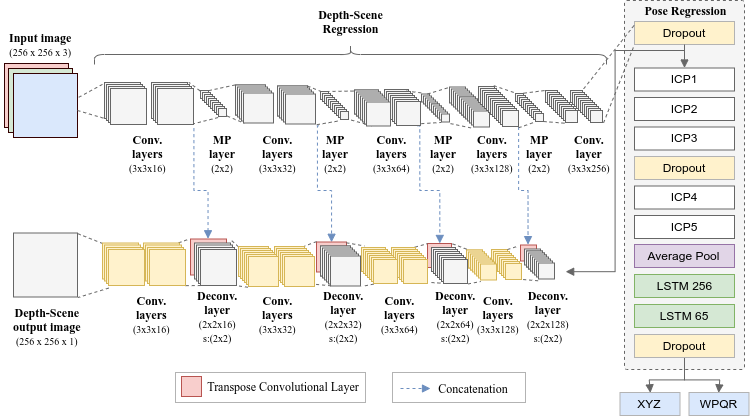 Depth-Scene
Regression
Input image
(256 x 256 x 3)
Conv.
layers
(3x3x16)
MP
layer
(2x2)
Conv.
layers
(3x3x32)
MP
layer
(2x2)
Conv.
layers
(3x3x64)
MP
layer
(2x2)
Conv.
layers
(3x3x128)
MP
layer
(2x2)
Conv.
layers
(3x3x256)
Depth-Scene
output image
(256 x 256 x 1)
Conv.
layers
(3x3x16)
Deconv.
layer
(2x2x16)
s:(2x2)
Conv.
layers
(3x3x32)
Deconv.
layer
(2x2x32)
s:(2x2)
Conv.
layers
(3x3x64)
Deconv.
layer
(2x2x64)
s:(2x2)
Conv.
layers
(3x3x128)
Deconv.
layer
(2x2x128)
s:(2x2)
Transpose Convolutional Layer
Concatenation
Pose Regression
Dropout
ICP1
ICP2
ICP3
Dropout
ICP4
ICP5
Average Pool
LSTM 256
LSTM 65
Dropout
XYZ
WPQR